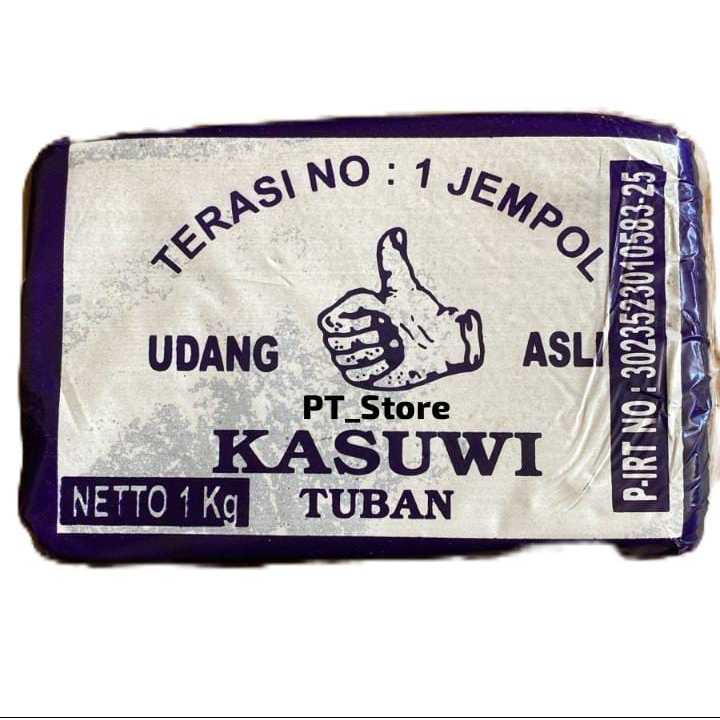 TERASI NO : 1 JEMPOL
UDANG ASLI
PT_Store
KASUWI
TUBAN
NETTO 1 Kg
P-IRT NO : 3023523010583-25